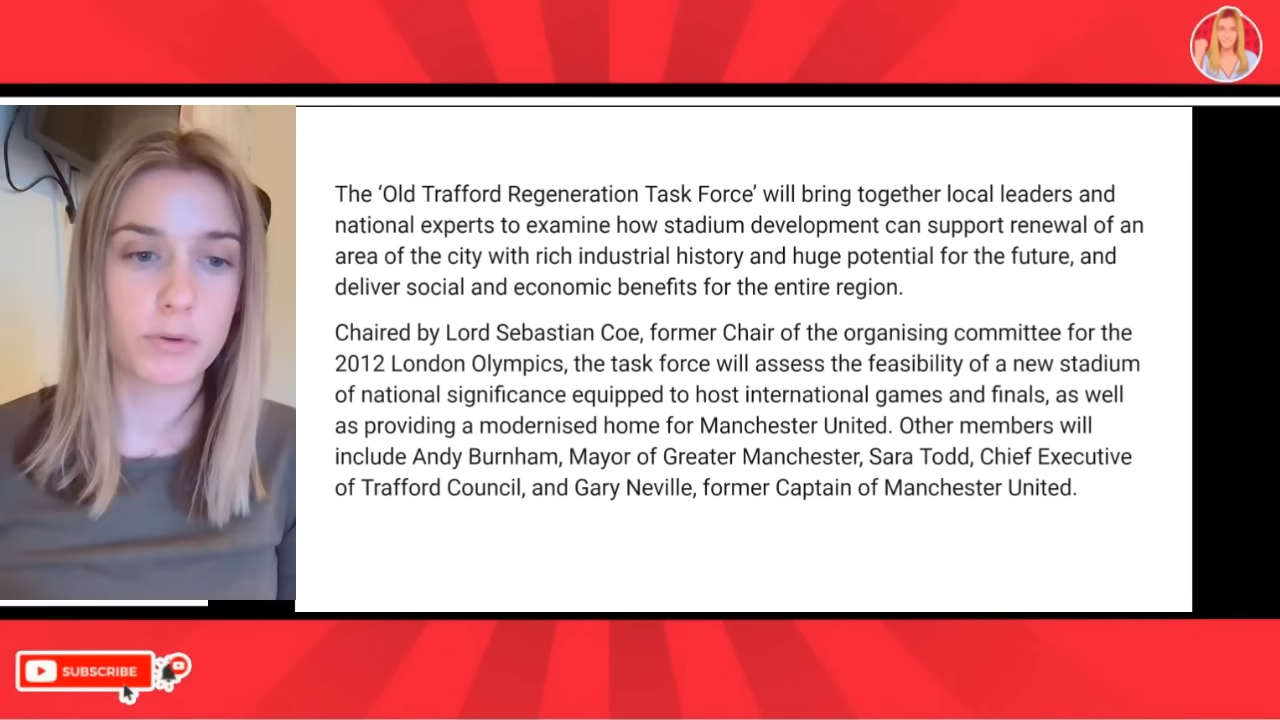 The ‘Old Trafford Regeneration Task Force’ will bring together local leaders and
national experts to examine how stadium development can support renewal of an
area of the city with rich industrial history and huge potential for the future, and
deliver social and economic benefits for the entire region.
Chaired by Lord Sebastian Coe, former Chair of the organising committee for the
2012 London Olympics, the task force will assess the feasibility of a new stadium
of national significance equipped to host international games and finals, as well
as providing a modernised home for Manchester United. Other members will
include Andy Burnham, Mayor of Greater Manchester, Sara Todd, Chief Executive
of Trafford Council, and Gary Neville, former Captain of Manchester United.
SUBSCRIBE